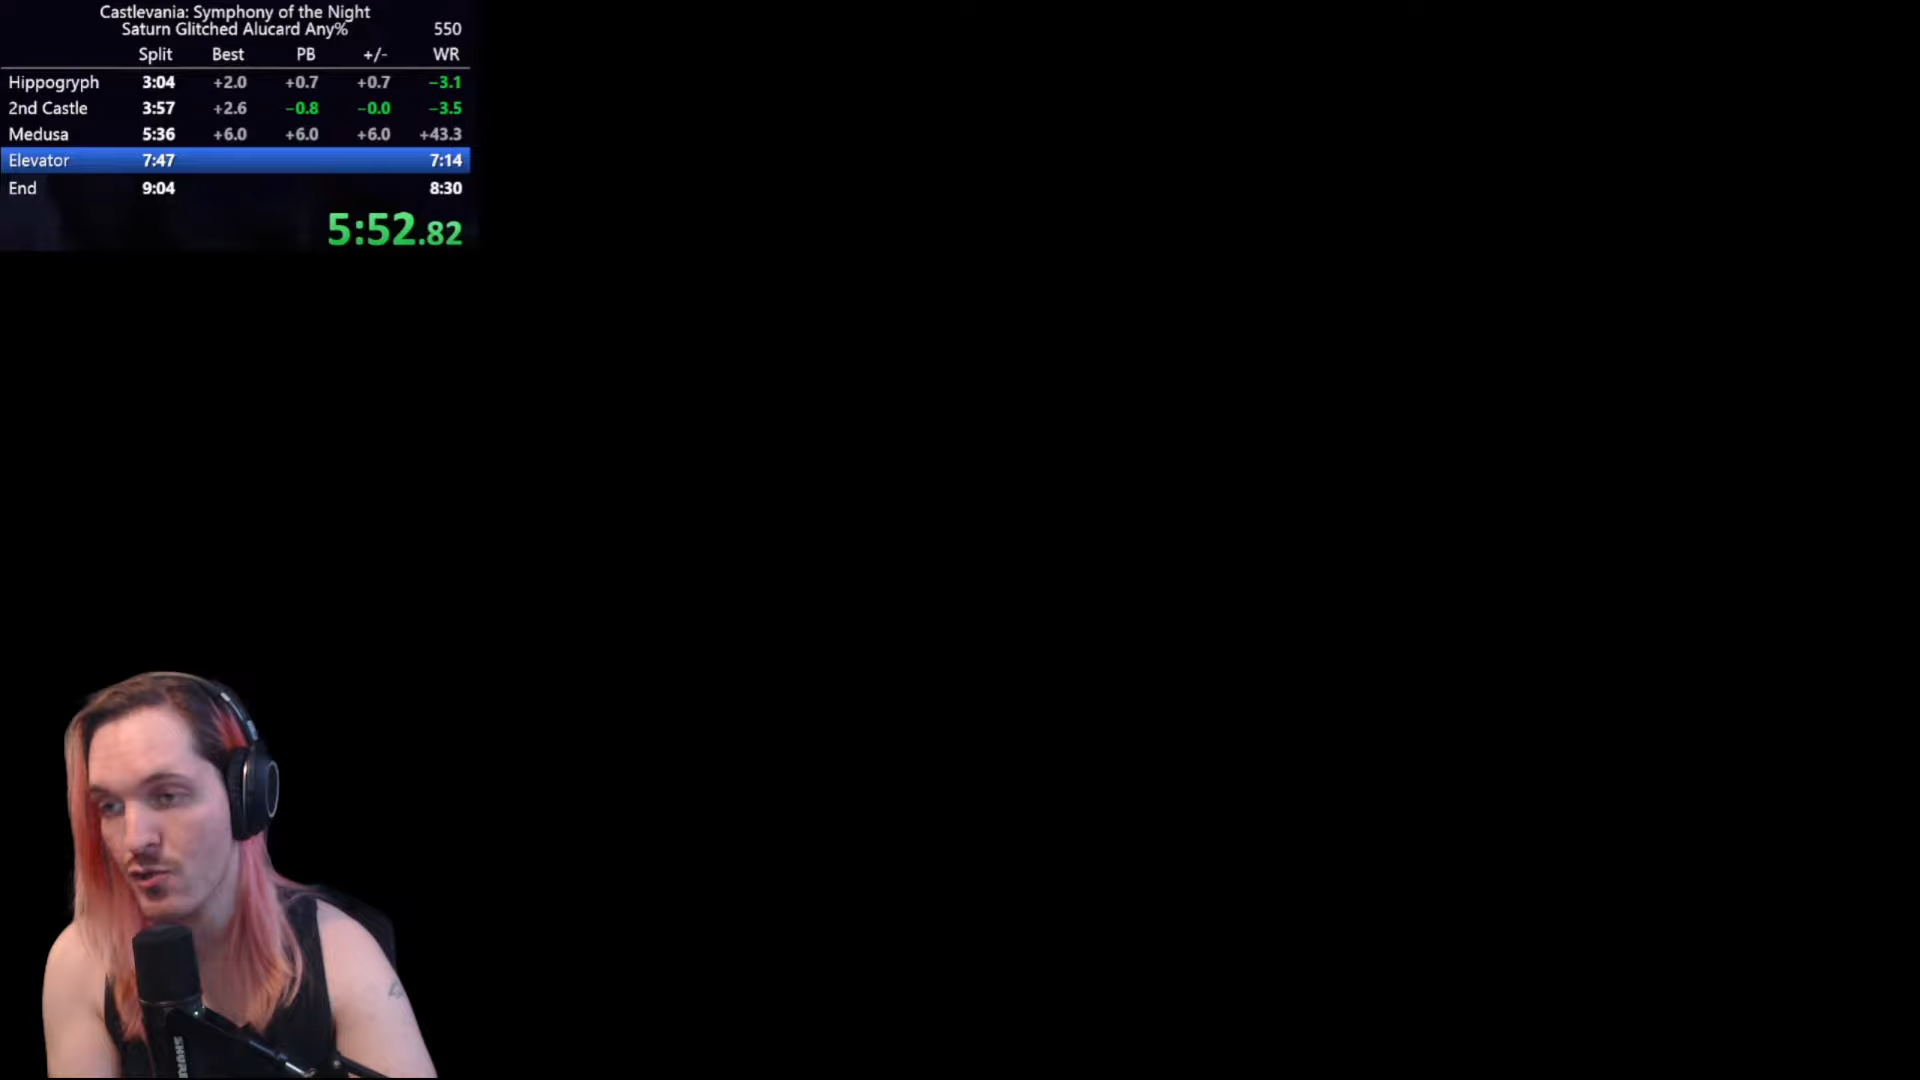 Castlevania: Symphony of the Night
Saturn Glitched Alucard Any% 550
Split Best PB +/- WR
Hippogryph 3:04 +2.0 +0.7 +0.7 −3.1
2nd Castle 3:57 +2.6 −0.8 −0.0 −3.5
Medusa 5:36 +6.0 +6.0 +6.0 +43.3
Elevator 7:47 7:14
End 9:04 8:30
5:52.82
SHURE